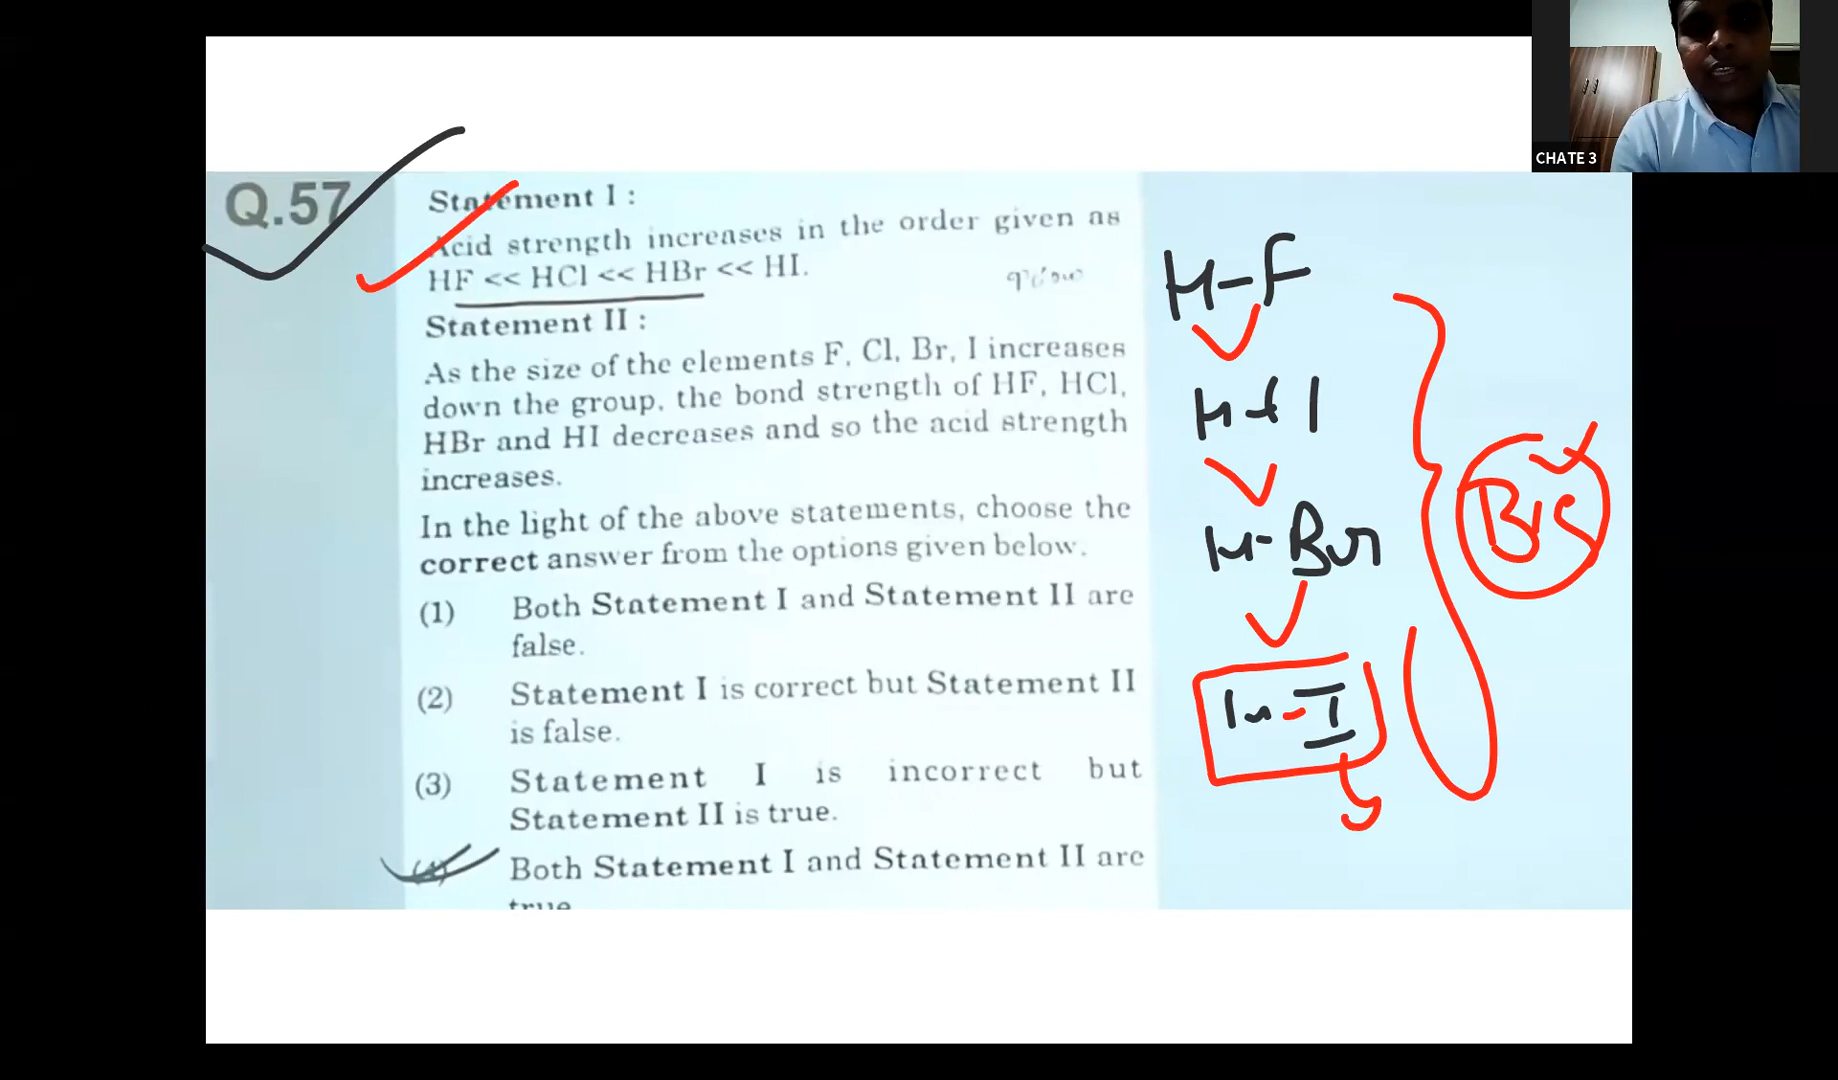 CHATE 3
Q.57
Statement I :
Acid strength increases in the order given as
HF << HCl << HBr << HI.
Statement II :
As the size of the elements F, Cl, Br, I increases
down the group, the bond strength of HF, HCl,
HBr and HI decreases and so the acid strength
increases.
In the light of the above statements, choose the
correct answer from the options given below.
(1) Both Statement I and Statement II are
false.
(2) Statement I is correct but Statement II
is false.
(3) Statement I is incorrect but
Statement II is true.
(4) Both Statement I and Statement II are
true
H-F
H-Br
H-I